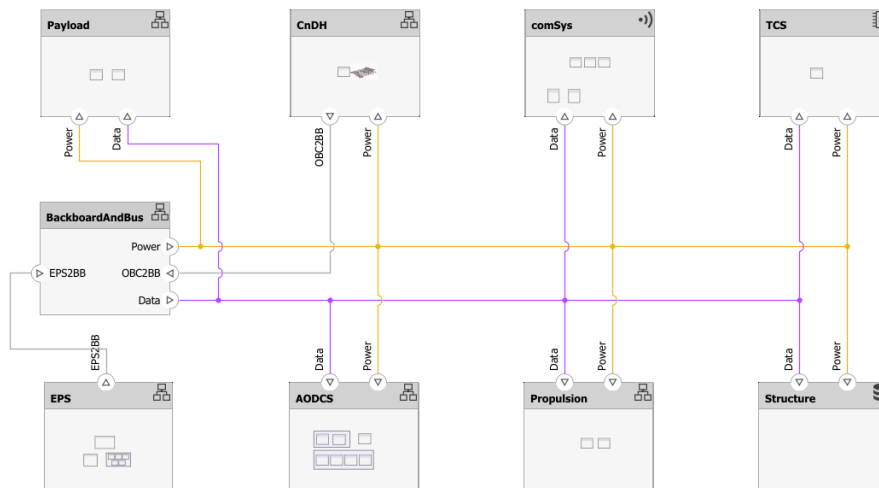 Payload
CnDH
comSys
TCS
Power
Data
OBC2BB
Power
Data
Power
Data
Power
BackboardAndBus
Power
EPS2BB
OBC2BB
Data
EPS2BB
Data
Power
Data
Power
Data
Power
EPS
AODCS
Propulsion
Structure